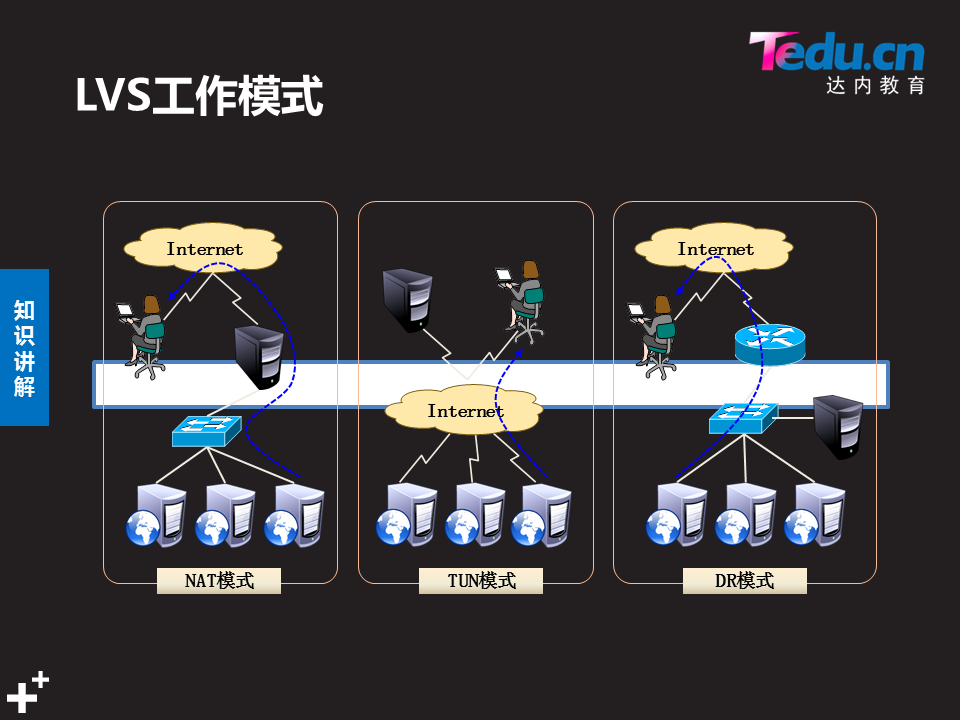 Tedu.cn
达内教育
LVS工作模式
知识讲解
Internet
Internet
Internet
NAT模式
TUN模式
DR模式